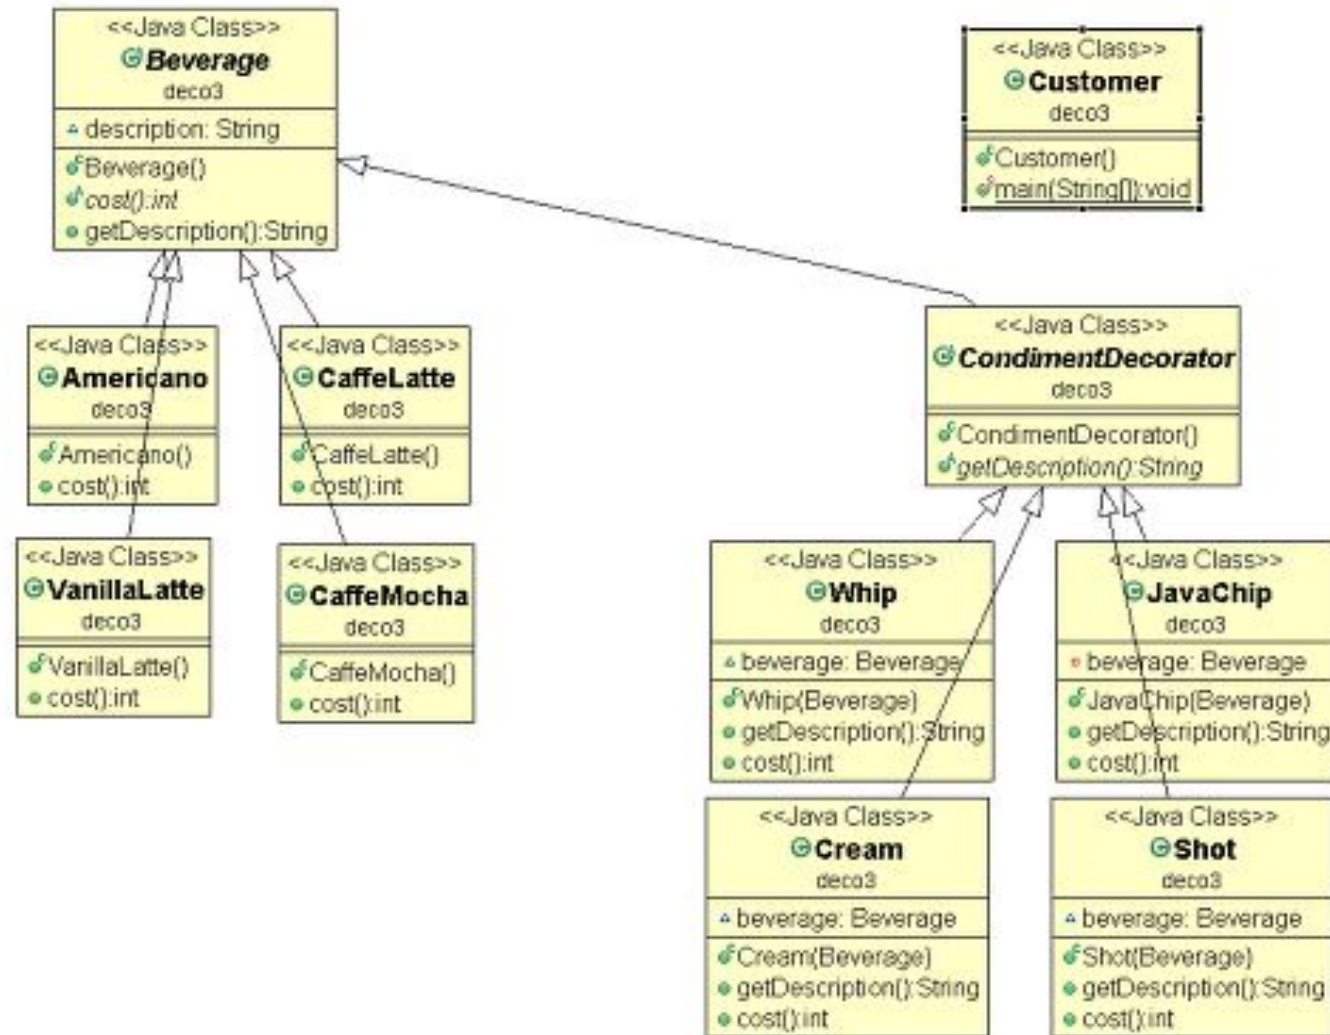 <<Java Class>>
Beverage
deco3
description: String
Beverage()
cost():int
getDescription():String
<<Java Class>>
Customer
deco3
Customer()
main(String[]):void
<<Java Class>>
Americano
deco3
Americano()
cost():int
<<Java Class>>
CaffeLatte
deco3
CaffeLatte()
cost():int
<<Java Class>>
CondimentDecorator
deco3
CondimentDecorator()
getDescription():String
<<Java Class>>
VanillaLatte
deco3
VanillaLatte()
cost():int
<<Java Class>>
CaffeMocha
deco3
CaffeMocha()
cost():int
<<Java Class>>
Whip
deco3
beverage: Beverage
Whip(Beverage)
getDescription():String
cost():int
<<Java Class>>
JavaChip
deco3
beverage: Beverage
JavaChip(Beverage)
getDescription():String
cost():int
<<Java Class>>
Cream
deco3
beverage: Beverage
Cream(Beverage)
getDescription():String
cost():int
<<Java Class>>
Shot
deco3
beverage: Beverage
Shot(Beverage)
getDescription():String
cost():int